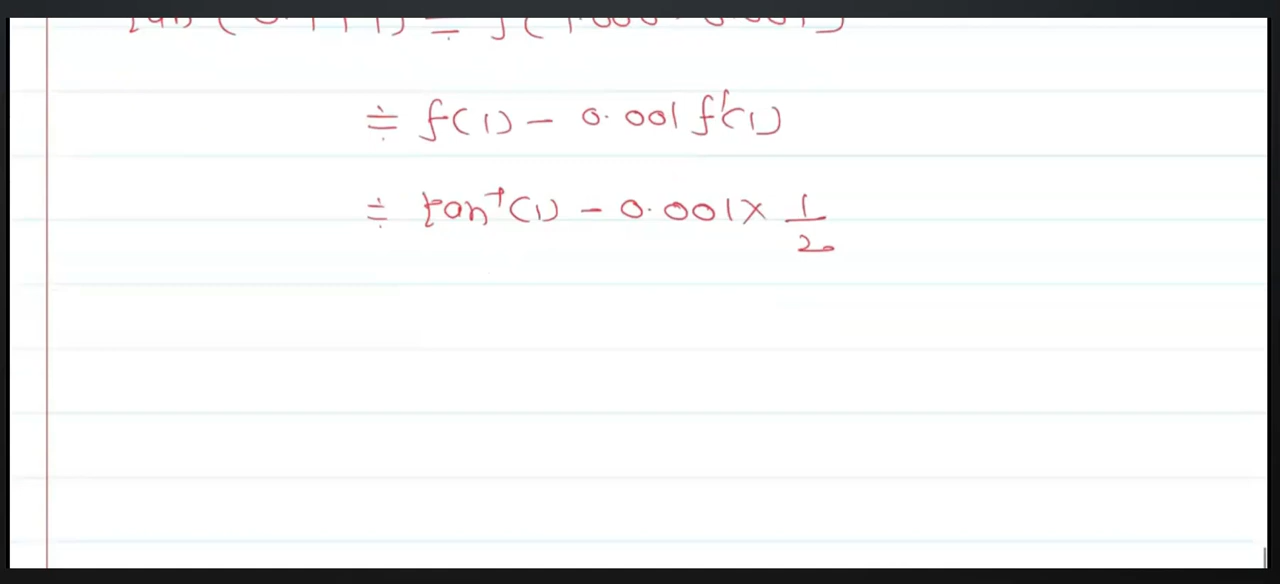 ≑ f(1) - 0.001 f'(1)
≑ tan⁻¹(1) - 0.001 × 1/2